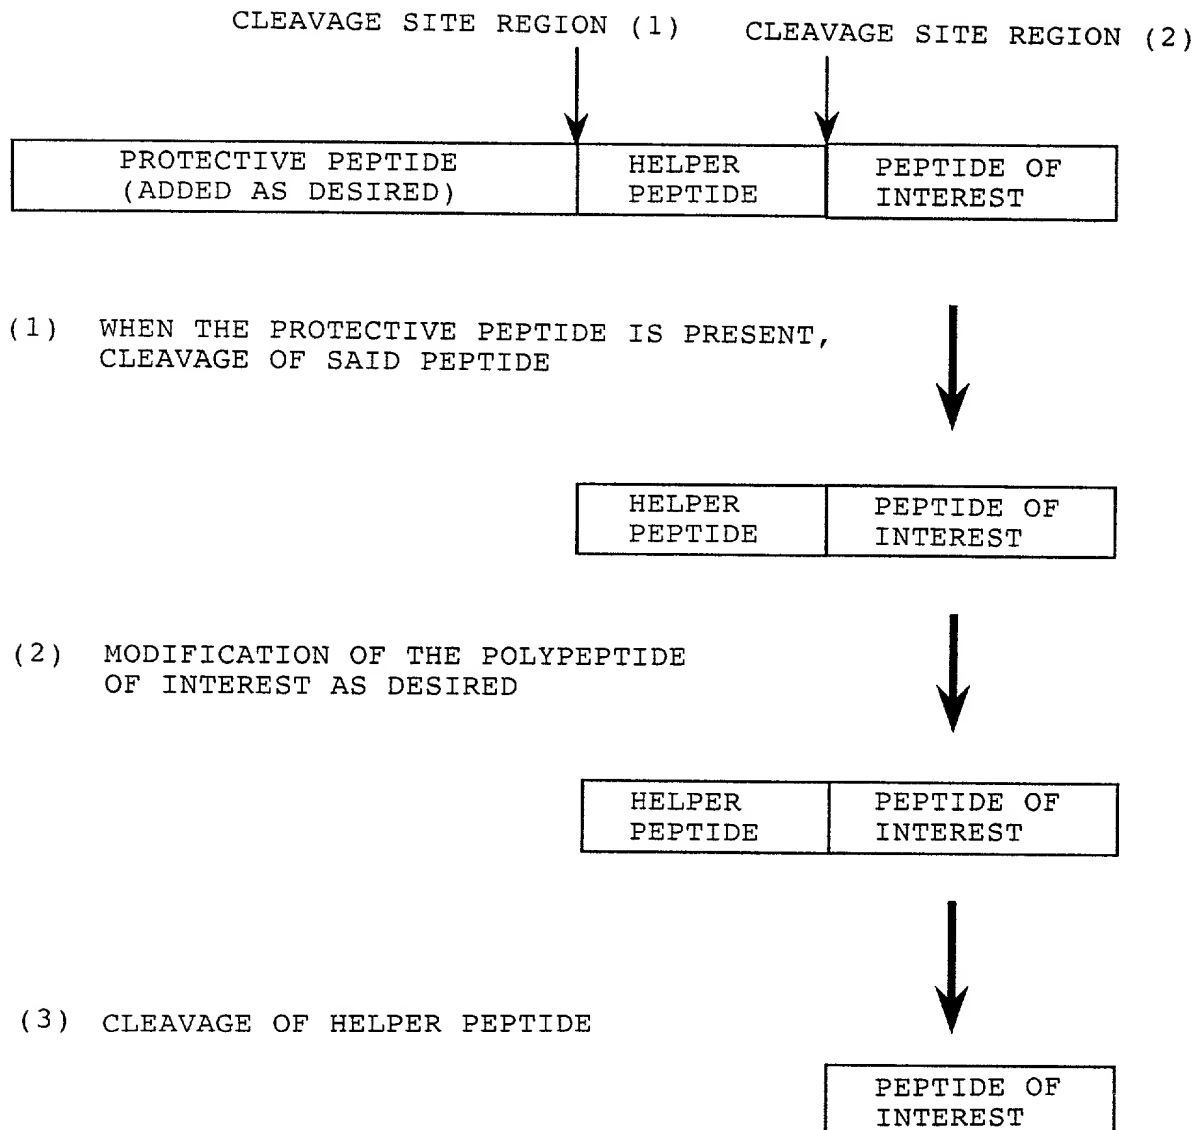 CLEAVAGE SITE REGION (1)
CLEAVAGE SITE REGION (2)
PROTECTIVE PEPTIDE
(ADDED AS DESIRED)
HELPER
PEPTIDE
PEPTIDE OF
INTEREST
(1) WHEN THE PROTECTIVE PEPTIDE IS PRESENT,
CLEAVAGE OF SAID PEPTIDE
HELPER
PEPTIDE
PEPTIDE OF
INTEREST
(2) MODIFICATION OF THE POLYPEPTIDE
OF INTEREST AS DESIRED
HELPER
PEPTIDE
PEPTIDE OF
INTEREST
(3) CLEAVAGE OF HELPER PEPTIDE
PEPTIDE OF
INTEREST